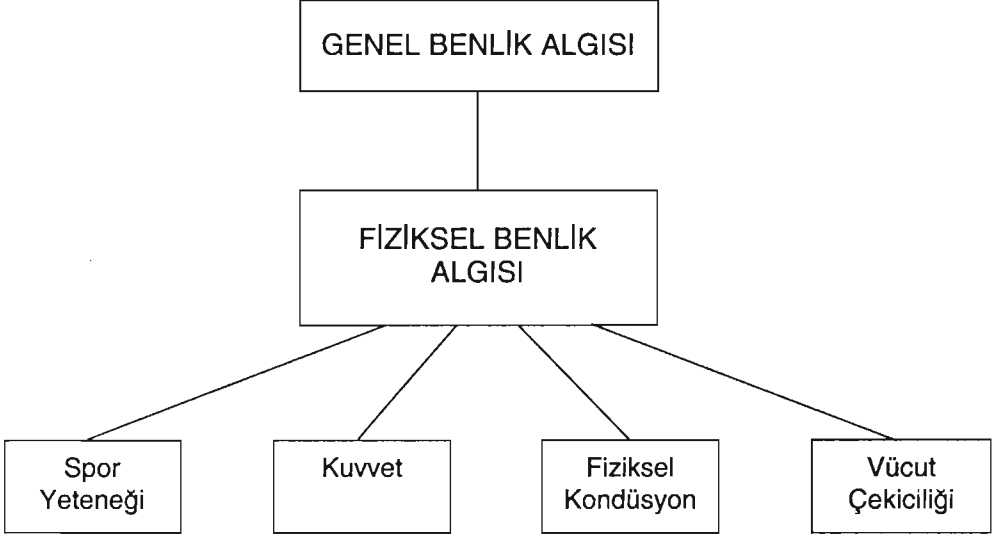 GENEL BENLİK ALGISI
FİZİKSEL BENLİK
ALGISI
Spor
Yeteneği
Kuvvet
Fiziksel
Kondüsyon
Vücut
Çekiciliği